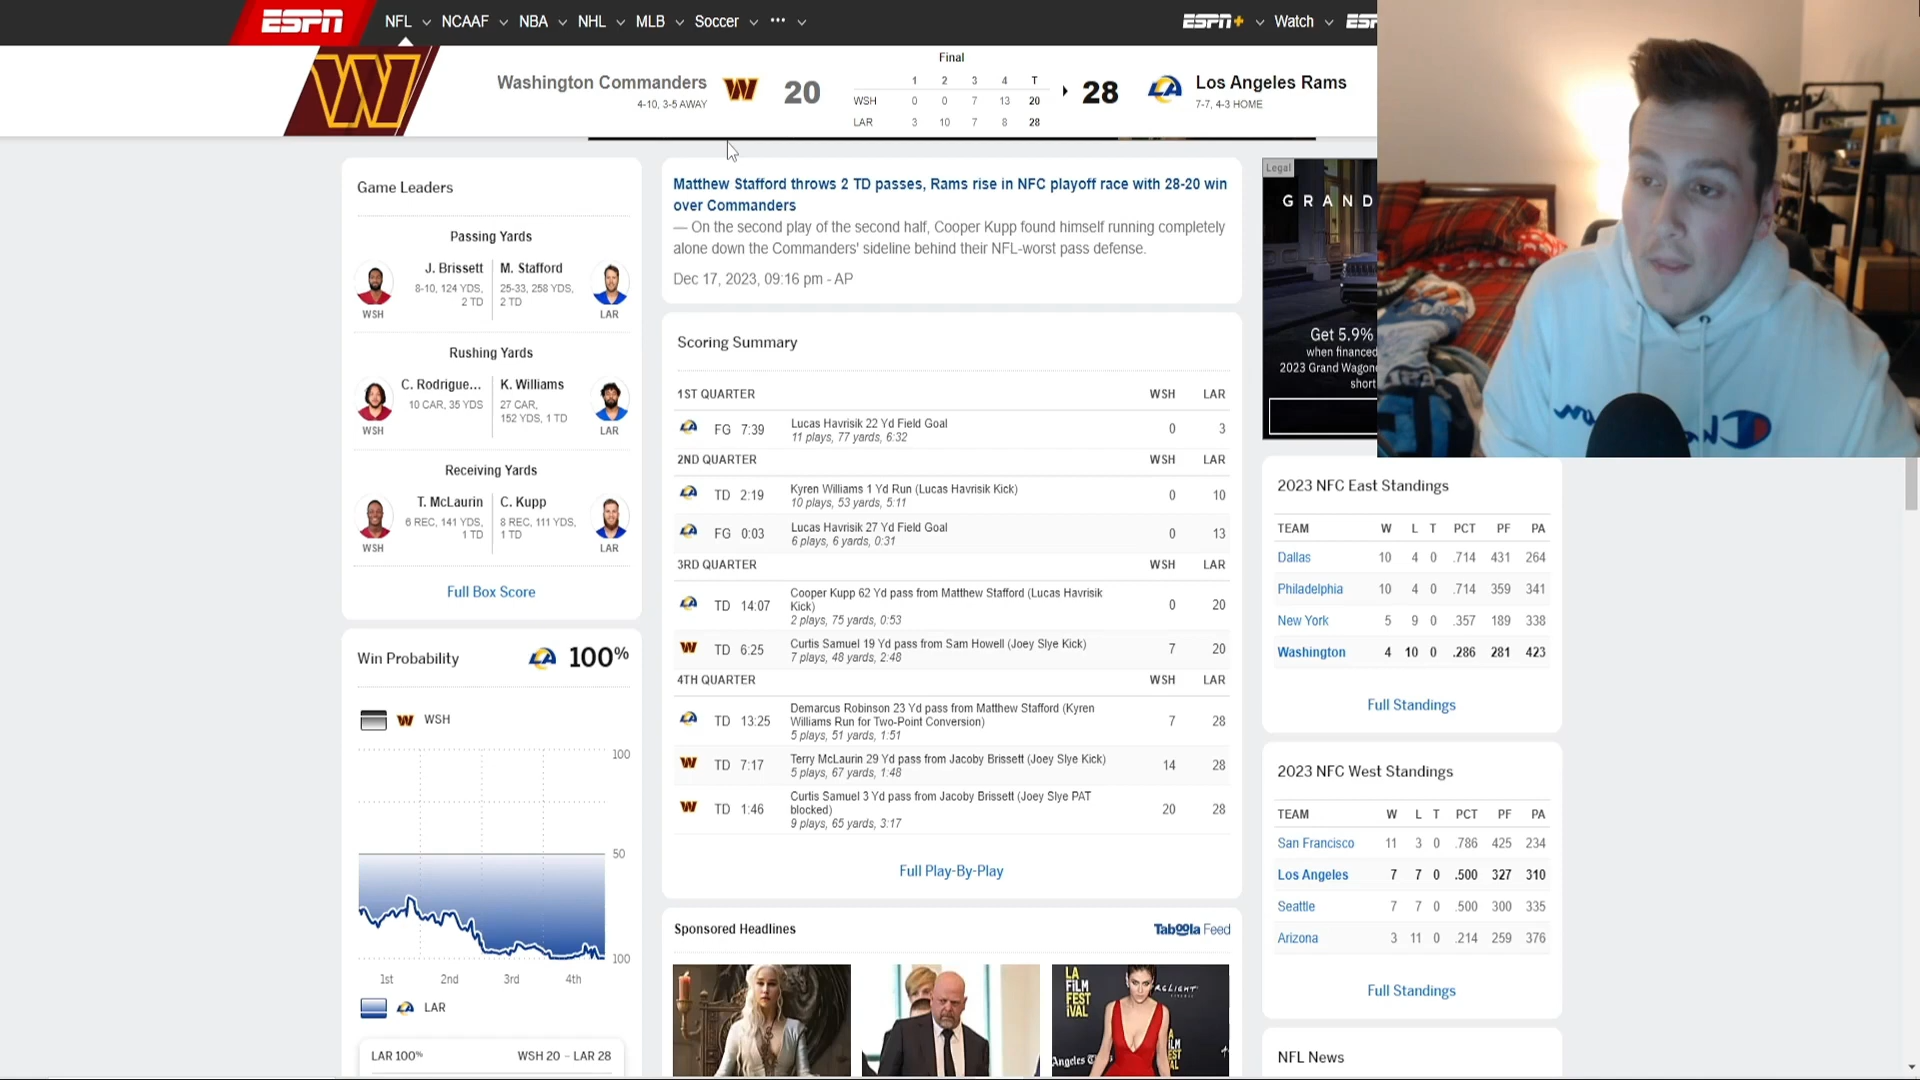 ESPN NFL NCAAF NBA NHL MLB Soccer ••• ESPN+ Watch ESP
Final
Washington Commanders W 20
4-10, 3-5 AWAY
1 2 3 4 T
WSH 0 0 7 13 20
LAR 3 10 7 8 28
28 Los Angeles Rams
7-7, 4-3 HOME
Game Leaders
Passing Yards
J. Brissett M. Stafford
8-10, 124 YDS, 25-33, 258 YDS,
2 TD 2 TD
WSH LAR
Rushing Yards
C. Rodrigue... K. Williams
10 CAR, 35 YDS 27 CAR,
152 YDS, 1 TD
WSH LAR
Receiving Yards
T. McLaurin C. Kupp
6 REC, 141 YDS, 8 REC, 111 YDS,
1 TD 1 TD
WSH LAR
Full Box Score
Win Probability 100%
W WSH
100
50
100
1st 2nd 3rd 4th
LAR
LAR 100% WSH 20 - LAR 28
Matthew Stafford throws 2 TD passes, Rams rise in NFC playoff race with 28-20 win
over Commanders
— On the second play of the second half, Cooper Kupp found himself running completely
alone down the Commanders' sideline behind their NFL-worst pass defense.
Dec 17, 2023, 09:16 pm - AP
Scoring Summary
1ST QUARTER WSH LAR
FG 7:39 Lucas Havrisik 22 Yd Field Goal 0 3
11 plays, 77 yards, 6:32
2ND QUARTER WSH LAR
TD 2:19 Kyren Williams 1 Yd Run (Lucas Havrisik Kick) 0 10
10 plays, 53 yards, 5:11
FG 0:03 Lucas Havrisik 27 Yd Field Goal 0 13
6 plays, 6 yards, 0:31
3RD QUARTER WSH LAR
TD 14:07 Cooper Kupp 62 Yd pass from Matthew Stafford (Lucas Havrisik 0 20
Kick)
2 plays, 75 yards, 0:53
TD 6:25 Curtis Samuel 19 Yd pass from Sam Howell (Joey Slye Kick) 7 20
7 plays, 48 yards, 2:48
4TH QUARTER WSH LAR
TD 13:25 Demarcus Robinson 23 Yd pass from Matthew Stafford (Kyren 7 28
Williams Run for Two-Point Conversion)
5 plays, 51 yards, 1:51
TD 7:17 Terry McLaurin 29 Yd pass from Jacoby Brissett (Joey Slye Kick) 14 28
5 plays, 67 yards, 1:48
TD 1:46 Curtis Samuel 3 Yd pass from Jacoby Brissett (Joey Slye PAT 20 28
blocked)
9 plays, 65 yards, 3:17
Full Play-By-Play
Sponsored Headlines Taboola Feed
LA
FILM
FEST
IVAL
Angeles
Legal
GRAND
Get 5.9%
when financed
2023 Grand Wagone
short
2023 NFC East Standings
TEAM W L T PCT PF PA
Dallas 10 4 0 .714 431 264
Philadelphia 10 4 0 .714 359 341
New York 5 9 0 .357 189 338
Washington 4 10 0 .286 281 423
Full Standings
2023 NFC West Standings
TEAM W L T PCT PF PA
San Francisco 11 3 0 .786 425 234
Los Angeles 7 7 0 .500 327 310
Seattle 7 7 0 .500 300 335
Arizona 3 11 0 .214 259 376
Full Standings
NFL News